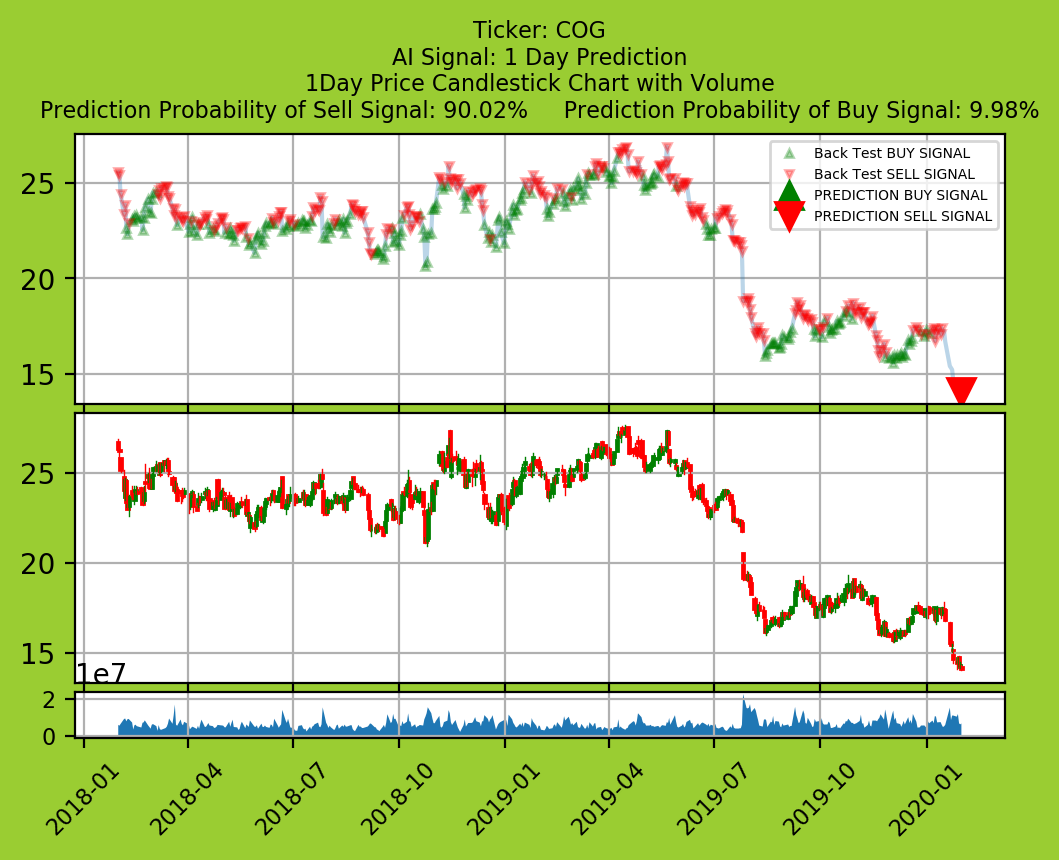 Ticker: COG
AI Signal: 1 Day Prediction
1Day Price Candlestick Chart with Volume
Prediction Probability of Sell Signal: 90.02% Prediction Probability of Buy Signal: 9.98%
Back Test BUY SIGNAL
Back Test SELL SIGNAL
PREDICTION BUY SIGNAL
PREDICTION SELL SIGNAL
25
20
15
25
20
15
1e7
2
0
2018-01 2018-04 2018-07 2018-10 2019-01 2019-04 2019-07 2019-10 2020-01